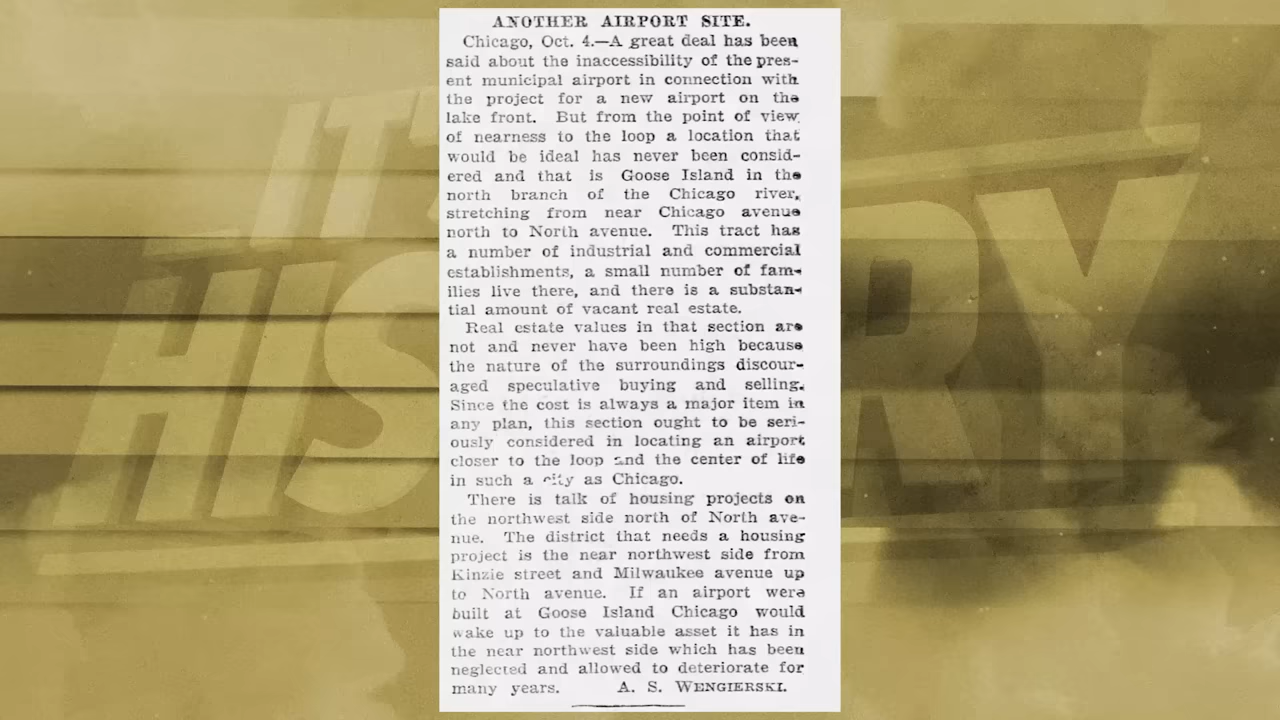 ANOTHER AIRPORT SITE.
Chicago, Oct. 4.—A great deal has been
said about the inaccessibility of the pres-
ent municipal airport in connection with
the project for a new airport on the
lake front. But from the point of view
of nearness to the loop a location that
would be ideal has never been consid-
ered and that is Goose Island in the
north branch of the Chicago river,
stretching from near Chicago avenue
north to North avenue. This tract has
a number of industrial and commercial
establishments, a small number of fam-
ilies live there, and there is a substan-
tial amount of vacant real estate.
Real estate values in that section are
not and never have been high because
the nature of the surroundings discour-
aged speculative buying and selling.
Since the cost is always a major item in
any plan, this section ought to be seri-
ously considered in locating an airport
closer to the loop and the center of life
in such a city as Chicago.
There is talk of housing projects on
the northwest side north of North ave-
nue. The district that needs a housing
project is the near northwest side from
Kinzie street and Milwaukee avenue up
to North avenue. If an airport were
built at Goose Island Chicago would
wake up to the valuable asset it has in
the near northwest side which has been
neglected and allowed to deteriorate for
many years. A. S. WENGIERSKI.
IT'S
HISTORY